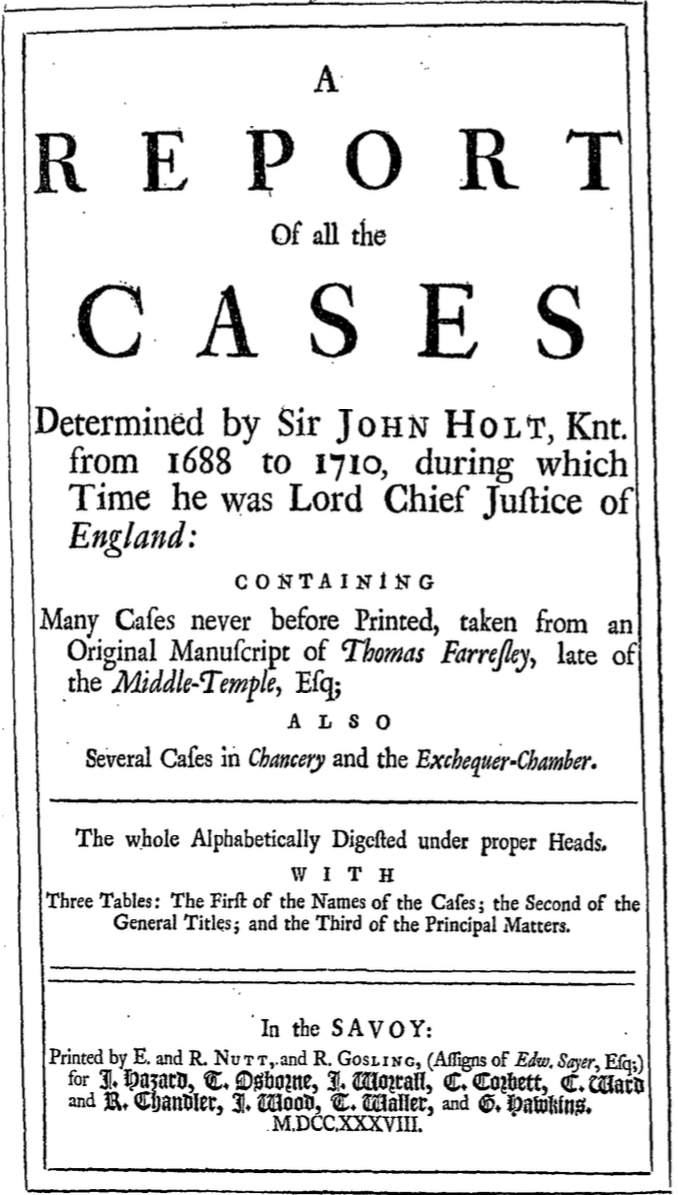 A
REPORT
Of all the
CASES
Determined by Sir JOHN HOLT, Knt.
from 1688 to 1710, during which
Time he was Lord Chief Juſtice of
England:
CONTAINING
Many Caſes never before Printed, taken from an
Original Manuſcript of Thomas Farreſley, late of
the Middle-Temple, Eſq;
ALSO
Several Caſes in Chancery and the Exchequer-Chamber.
The whole Alphabetically Digeſted under proper Heads.
WITH
Three Tables: The Firſt of the Names of the Caſes; the Second of the
General Titles; and the Third of the Principal Matters.
In the SAVOY:
Printed by E. and R. NUTT, and R. GOSLING, (Aſſigns of Edw. Sayer, Eſq;)
for J. Hazard, T. Osborne, J. Worrall, C. Corbett, C. Ward
and R. Chandler, J. Wood, T. Waller, and G. Hawkins.
M.DCC.XXXVIII.